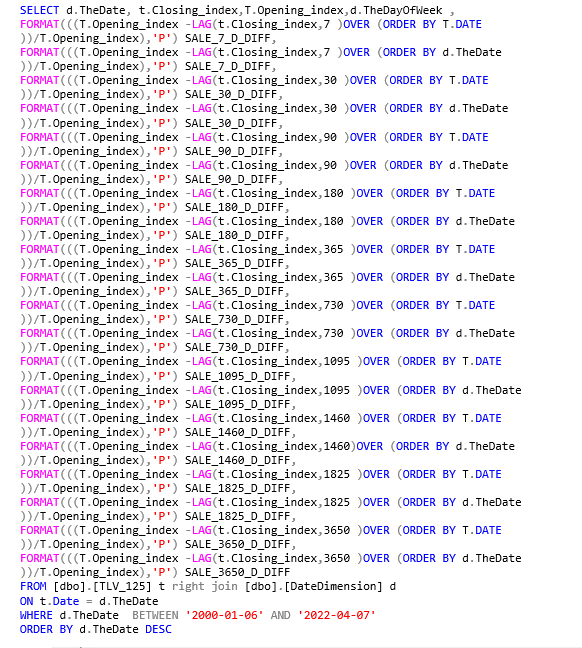 SELECT d.TheDate, t.Closing_index,T.Opening_index,d.TheDayOfWeek ,
FORMAT(((T.Opening_index -LAG(t.Closing_index,7 )OVER (ORDER BY T.DATE
))/T.Opening_index),'P') SALE_7_D_DIFF,
FORMAT(((T.Opening_index -LAG(t.Closing_index,7 )OVER (ORDER BY d.TheDate
))/T.Opening_index),'P') SALE_7_D_DIFF,
FORMAT(((T.Opening_index -LAG(t.Closing_index,30 )OVER (ORDER BY T.DATE
))/T.Opening_index),'P') SALE_30_D_DIFF,
FORMAT(((T.Opening_index -LAG(t.Closing_index,30 )OVER (ORDER BY d.TheDate
))/T.Opening_index),'P') SALE_30_D_DIFF,
FORMAT(((T.Opening_index -LAG(t.Closing_index,90 )OVER (ORDER BY T.DATE
))/T.Opening_index),'P') SALE_90_D_DIFF,
FORMAT(((T.Opening_index -LAG(t.Closing_index,90 )OVER (ORDER BY d.TheDate
))/T.Opening_index),'P') SALE_90_D_DIFF,
FORMAT(((T.Opening_index -LAG(t.Closing_index,180 )OVER (ORDER BY T.DATE
))/T.Opening_index),'P') SALE_180_D_DIFF,
FORMAT(((T.Opening_index -LAG(t.Closing_index,180 )OVER (ORDER BY d.TheDate
))/T.Opening_index),'P') SALE_180_D_DIFF,
FORMAT(((T.Opening_index -LAG(t.Closing_index,365 )OVER (ORDER BY T.DATE
))/T.Opening_index),'P') SALE_365_D_DIFF,
FORMAT(((T.Opening_index -LAG(t.Closing_index,365 )OVER (ORDER BY d.TheDate
))/T.Opening_index),'P') SALE_365_D_DIFF,
FORMAT(((T.Opening_index -LAG(t.Closing_index,730 )OVER (ORDER BY T.DATE
))/T.Opening_index),'P') SALE_730_D_DIFF,
FORMAT(((T.Opening_index -LAG(t.Closing_index,730 )OVER (ORDER BY d.TheDate
))/T.Opening_index),'P') SALE_730_D_DIFF,
FORMAT(((T.Opening_index -LAG(t.Closing_index,1095 )OVER (ORDER BY T.DATE
))/T.Opening_index),'P') SALE_1095_D_DIFF,
FORMAT(((T.Opening_index -LAG(t.Closing_index,1095 )OVER (ORDER BY d.TheDate
))/T.Opening_index),'P') SALE_1095_D_DIFF,
FORMAT(((T.Opening_index -LAG(t.Closing_index,1460 )OVER (ORDER BY T.DATE
))/T.Opening_index),'P') SALE_1460_D_DIFF,
FORMAT(((T.Opening_index -LAG(t.Closing_index,1460)OVER (ORDER BY d.TheDate
))/T.Opening_index),'P') SALE_1460_D_DIFF,
FORMAT(((T.Opening_index -LAG(t.Closing_index,1825 )OVER (ORDER BY T.DATE
))/T.Opening_index),'P') SALE_1825_D_DIFF,
FORMAT(((T.Opening_index -LAG(t.Closing_index,1825 )OVER (ORDER BY d.TheDate
))/T.Opening_index),'P') SALE_1825_D_DIFF,
FORMAT(((T.Opening_index -LAG(t.Closing_index,3650 )OVER (ORDER BY T.DATE
))/T.Opening_index),'P') SALE_3650_D_DIFF,
FORMAT(((T.Opening_index -LAG(t.Closing_index,3650 )OVER (ORDER BY d.TheDate
))/T.Opening_index),'P') SALE_3650_D_DIFF
FROM [dbo].[TLV_125] t right join [dbo].[DateDimension] d
ON t.Date = d.TheDate
WHERE d.TheDate  BETWEEN '2000-01-06' AND '2022-04-07'
ORDER BY d.TheDate DESC